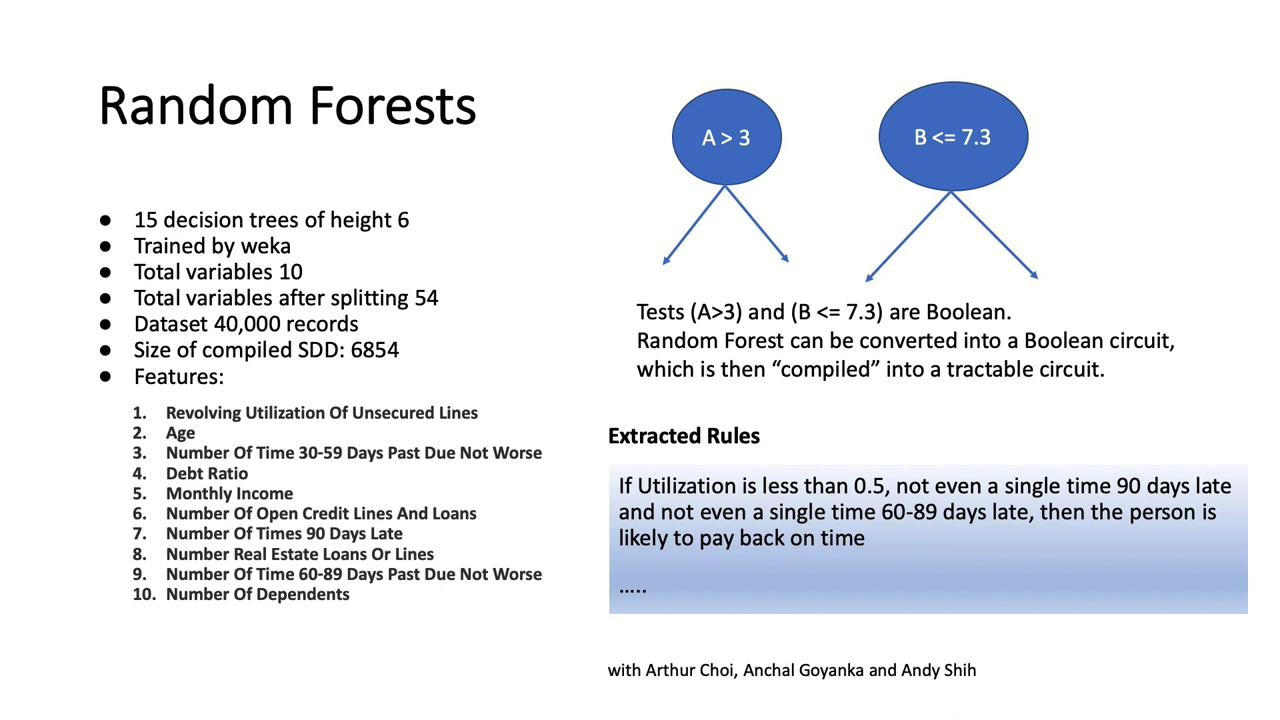 Random Forests
● 15 decision trees of height 6
● Trained by weka
● Total variables 10
● Total variables after splitting 54
● Dataset 40,000 records
● Size of compiled SDD: 6854
● Features:
1. Revolving Utilization Of Unsecured Lines
2. Age
3. Number Of Time 30-59 Days Past Due Not Worse
4. Debt Ratio
5. Monthly Income
6. Number Of Open Credit Lines And Loans
7. Number Of Times 90 Days Late
8. Number Real Estate Loans Or Lines
9. Number Of Time 60-89 Days Past Due Not Worse
10. Number Of Dependents
A > 3
B <= 7.3
Tests (A>3) and (B <= 7.3) are Boolean.
Random Forest can be converted into a Boolean circuit,
which is then “compiled” into a tractable circuit.
Extracted Rules
If Utilization is less than 0.5, not even a single time 90 days late
and not even a single time 60-89 days late, then the person is
likely to pay back on time
.....
with Arthur Choi, Anchal Goyanka and Andy Shih